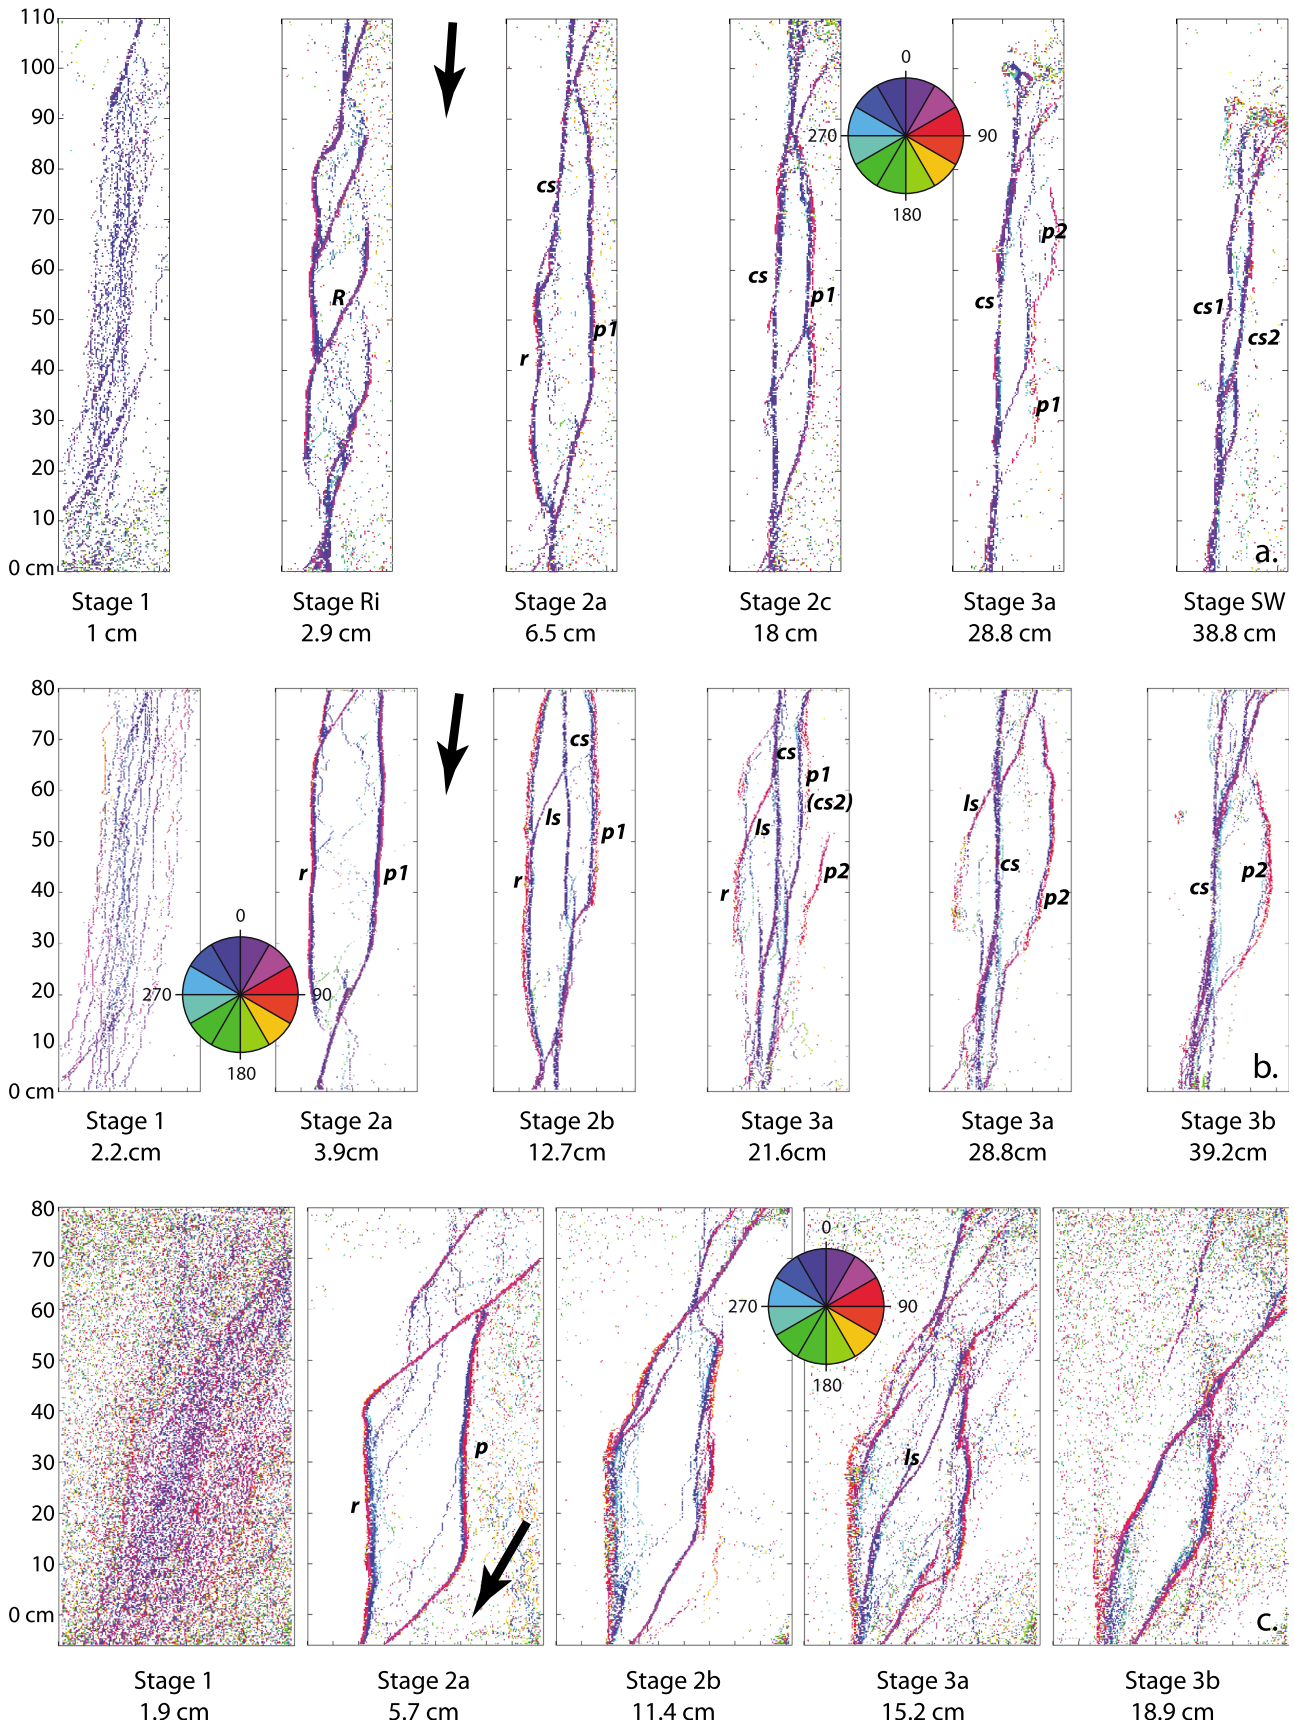 110
100
90
80
70
60
50
40
30
20
10
0 cm
R
cs
r
p1
cs
p1
0
90
180
270
cs
p2
p1
cs1
cs2
a.
Stage 1
1 cm
Stage Ri
2.9 cm
Stage 2a
6.5 cm
Stage 2c
18 cm
Stage 3a
28.8 cm
Stage SW
38.8 cm
80
70
60
50
40
30
20
10
0 cm
0
90
180
270
r
p1
cs
ls
r
p1
cs
p1
(cs2)
ls
r
p2
ls
cs
p2
cs
p2
b.
Stage 1
2.2.cm
Stage 2a
3.9cm
Stage 2b
12.7cm
Stage 3a
21.6cm
Stage 3a
28.8cm
Stage 3b
39.2cm
80
70
60
50
40
30
20
10
0 cm
r
p
0
90
180
270
ls
c.
Stage 1
1.9 cm
Stage 2a
5.7 cm
Stage 2b
11.4 cm
Stage 3a
15.2 cm
Stage 3b
18.9 cm